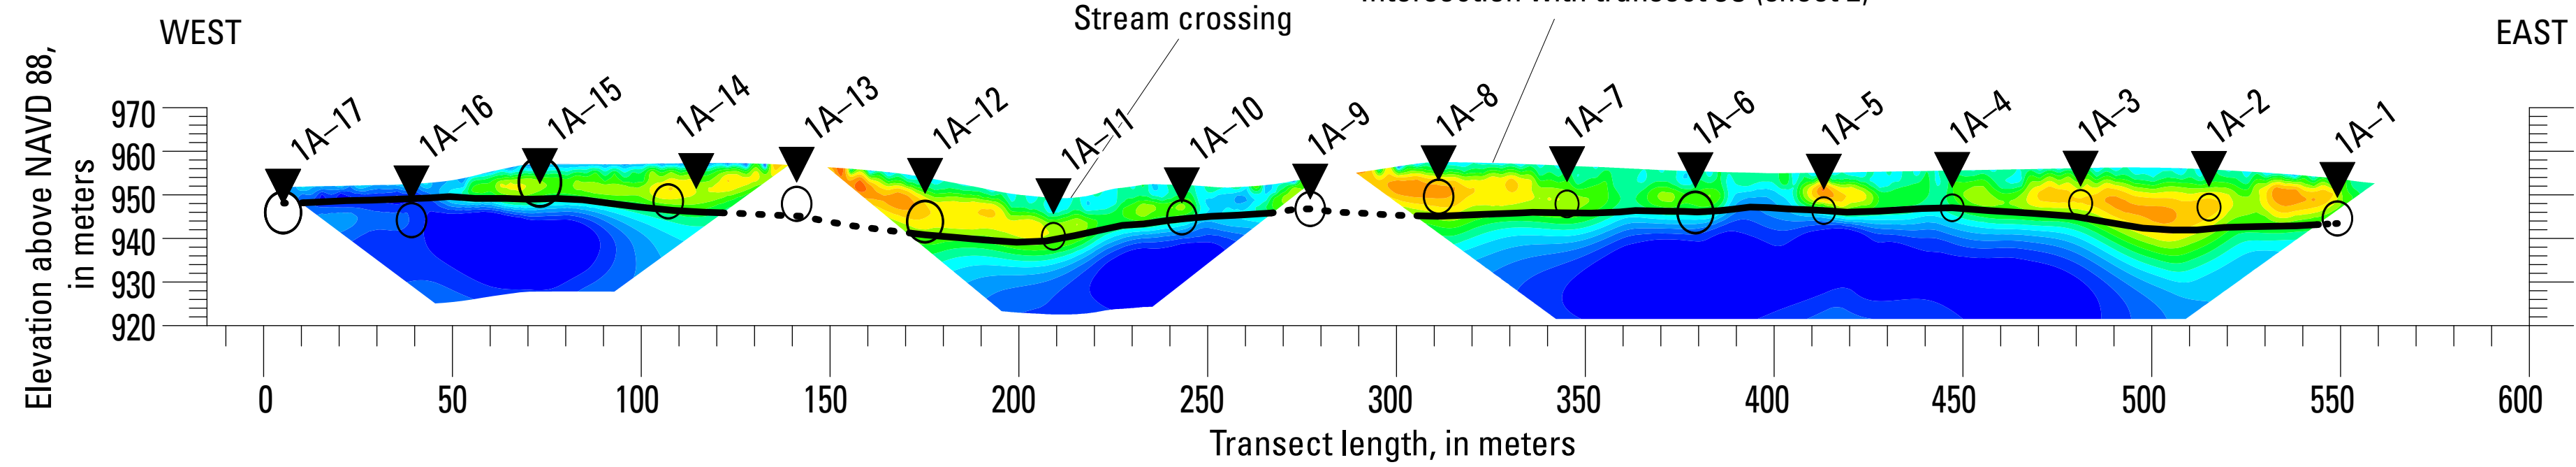 Stream crossing
WEST
EAST
Elevation above NAVD 88,
in meters
970
960
950
940
930
920
1A–17
1A–16
1A–15
1A–14
1A–13
1A–12
1A–11
1A–10
1A–9
1A–8
1A–7
1A–6
1A–5
1A–4
1A–3
1A–2
1A–1
0 50 100 150 200 250 300 350 400 450 500 550 600
Transect length, in meters